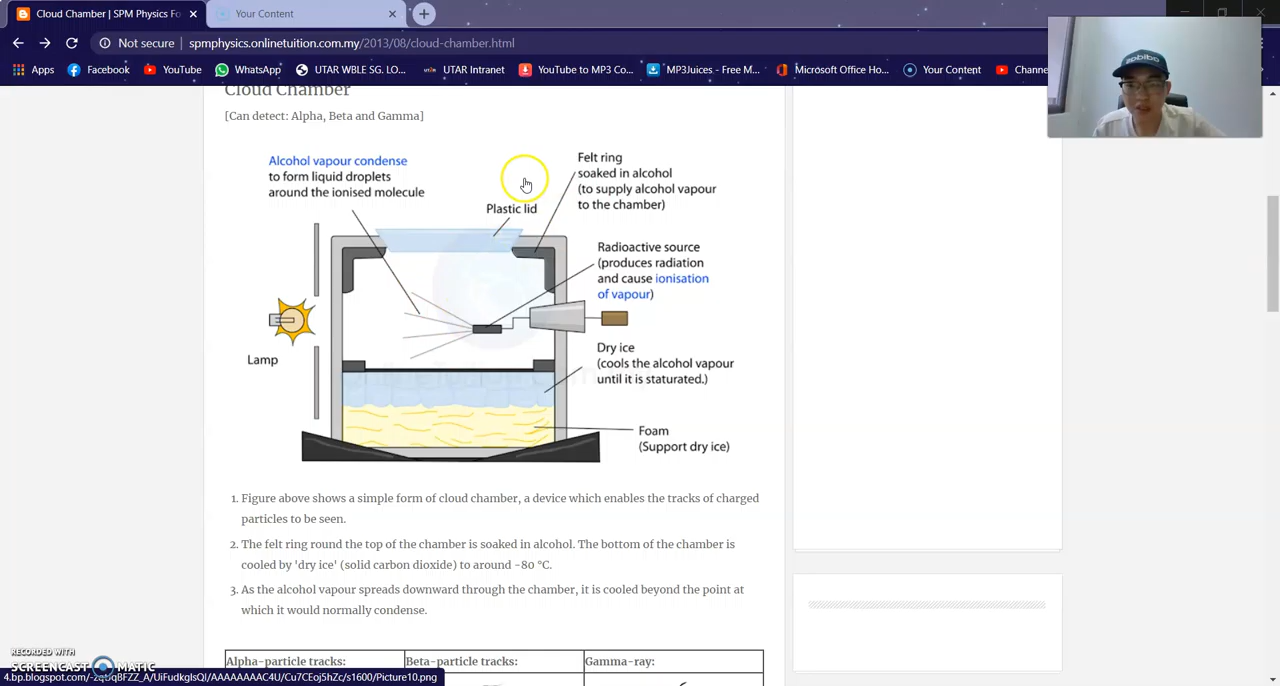 Cloud Chamber | SPM Physics Fo
Your Content
Not secure
spmphysics.onlinetuition.com.my/2013/08/cloud-chamber.html
Apps
Facebook
YouTube
WhatsApp
UTAR WBLE SG. LO...
UTAR Intranet
YouTube to MP3 Co...
MP3Juices - Free M...
Microsoft Office Ho...
Your Content
Channe
Cloud Chamber
[Can detect: Alpha, Beta and Gamma]
Alcohol vapour condense
to form liquid droplets
around the ionised molecule
Plastic lid
Felt ring
soaked in alcohol
(to supply alcohol vapour
to the chamber)
Radioactive source
(produces radiation
and cause ionisation
of vapour)
Lamp
Dry ice
(cools the alcohol vapour
until it is staturated.)
Foam
(Support dry ice)
1. Figure above shows a simple form of cloud chamber, a device which enables the tracks of charged
particles to be seen.
2. The felt ring round the top of the chamber is soaked in alcohol. The bottom of the chamber is
cooled by 'dry ice' (solid carbon dioxide) to around -80 °C.
3. As the alcohol vapour spreads downward through the chamber, it is cooled beyond the point at
which it would normally condense.
Alpha-particle tracks:
Beta-particle tracks:
Gamma-ray:
RECORDED WITH
SCREENCAST MATIC